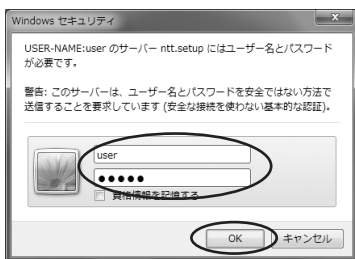 Windows セキュリティ
x
USER-NAME:user のサーバー ntt.setup にはユーザー名とパスワード
が必要です。
警告: このサーバーは、ユーザー名とパスワードを安全ではない方法で
送信することを要求しています (安全な接続を使わない基本的な認証)。
user
●●●●●
資格情報を記憶する
OK
キャンセル